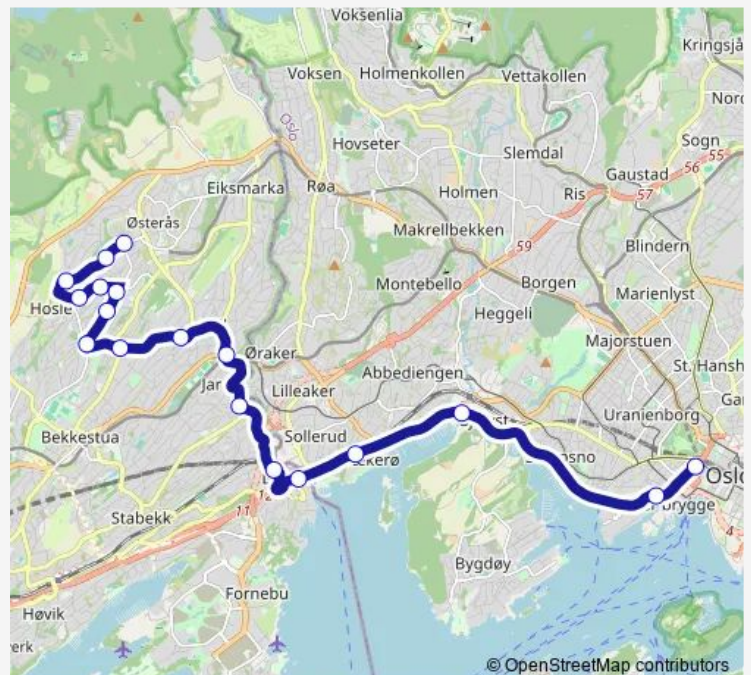 Voksenlia
Kringsjå
Voksen
Holmenkollen
Vettakollen
Oslo
Hovseter
Slemdal
Sogn
55
56
Gaustad
57
Eiksmarka
Røa
Holmen
Ris
Østerås
Makrellbekken
59
Blindern
Montebello
Borgen
Marienlyst
Hosle
Heggeli
Majorstuen
Øraker
Abbediengen
St. Hansh
Jar
Lilleaker
Uranienborg
Bekkestua
Sollerud
11
Stabekk
Bygdøy
Fornebu
Høvik
© OpenStreetMap contributors